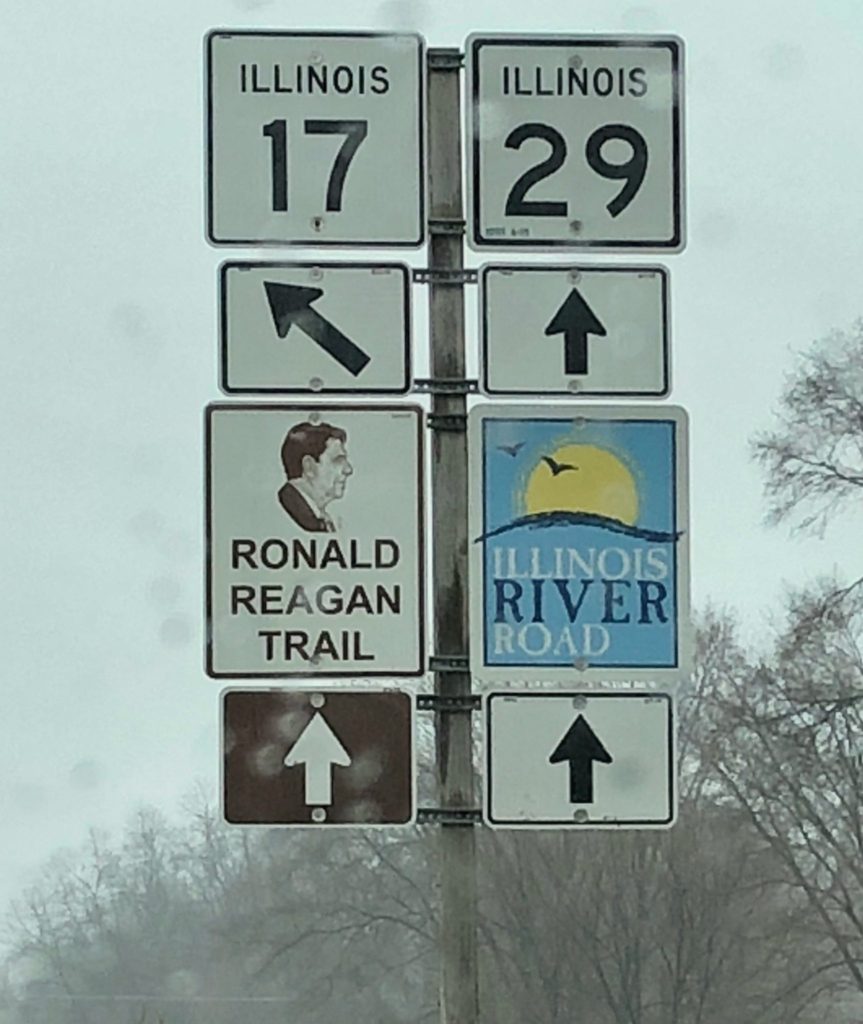 ILLINOIS
17
ILLINOIS
29
RONALD
REAGAN
TRAIL
ILLINOIS
RIVER
ROAD